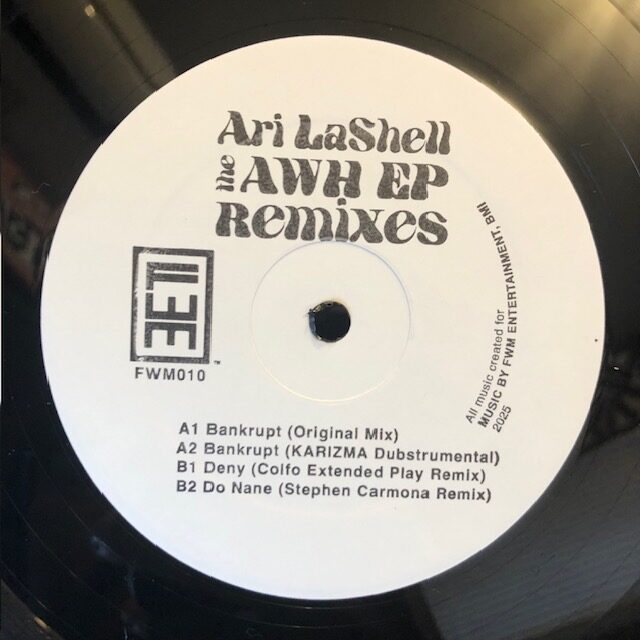 Ari LaShell
the AWH EP
Remixes
FWM010
All music created for
MUSIC BY FWM ENTERTAINMENT, BMI
2025
A1 Bankrupt (Original Mix)
A2 Bankrupt (KARIZMA Dubstrumental)
B1 Deny (Colfo Extended Play Remix)
B2 Do Nane (Stephen Carmona Remix)